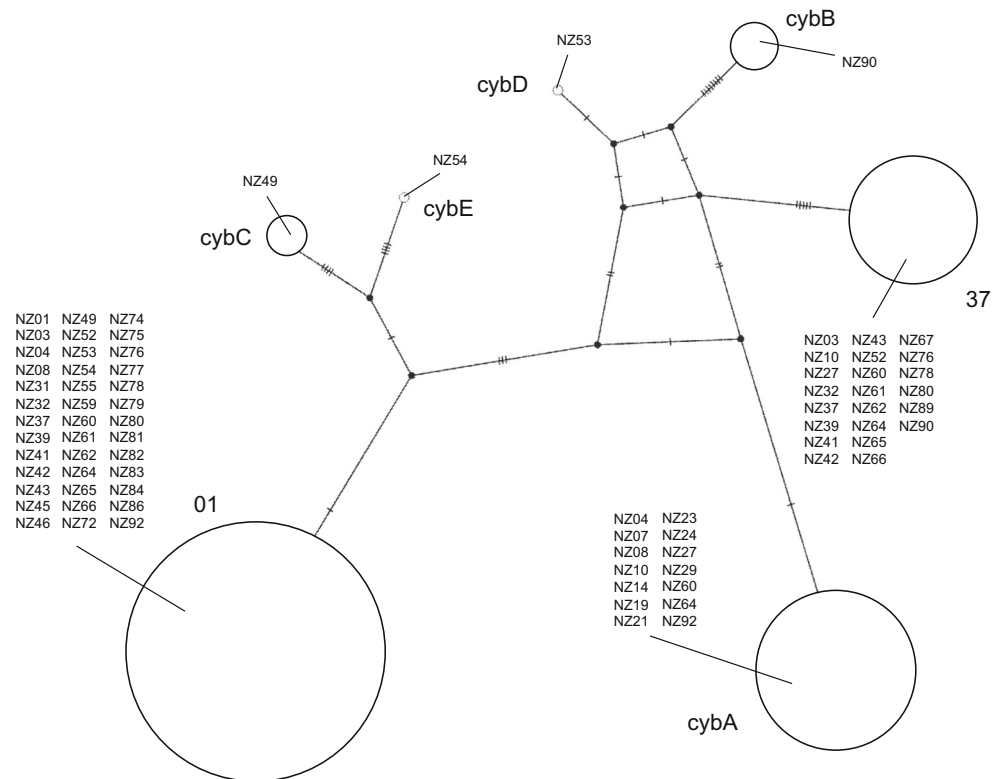 cybB
NZ53
NZ90
cybD
NZ54
NZ49
cybE
cybC
37
NZ01 NZ49 NZ74
NZ03 NZ52 NZ75
NZ04 NZ53 NZ76
NZ08 NZ54 NZ77
NZ31 NZ55 NZ78
NZ32 NZ59 NZ79
NZ37 NZ60 NZ80
NZ39 NZ61 NZ81
NZ41 NZ62 NZ82
NZ42 NZ64 NZ83
NZ43 NZ65 NZ84
NZ45 NZ66 NZ86
NZ46 NZ72 NZ92
NZ03 NZ43 NZ67
NZ10 NZ52 NZ76
NZ27 NZ60 NZ78
NZ32 NZ61 NZ80
NZ37 NZ62 NZ89
NZ39 NZ64 NZ90
NZ41 NZ65
NZ42 NZ66
01
NZ04 NZ23
NZ07 NZ24
NZ08 NZ27
NZ10 NZ29
NZ14 NZ60
NZ19 NZ64
NZ21 NZ92
cybA